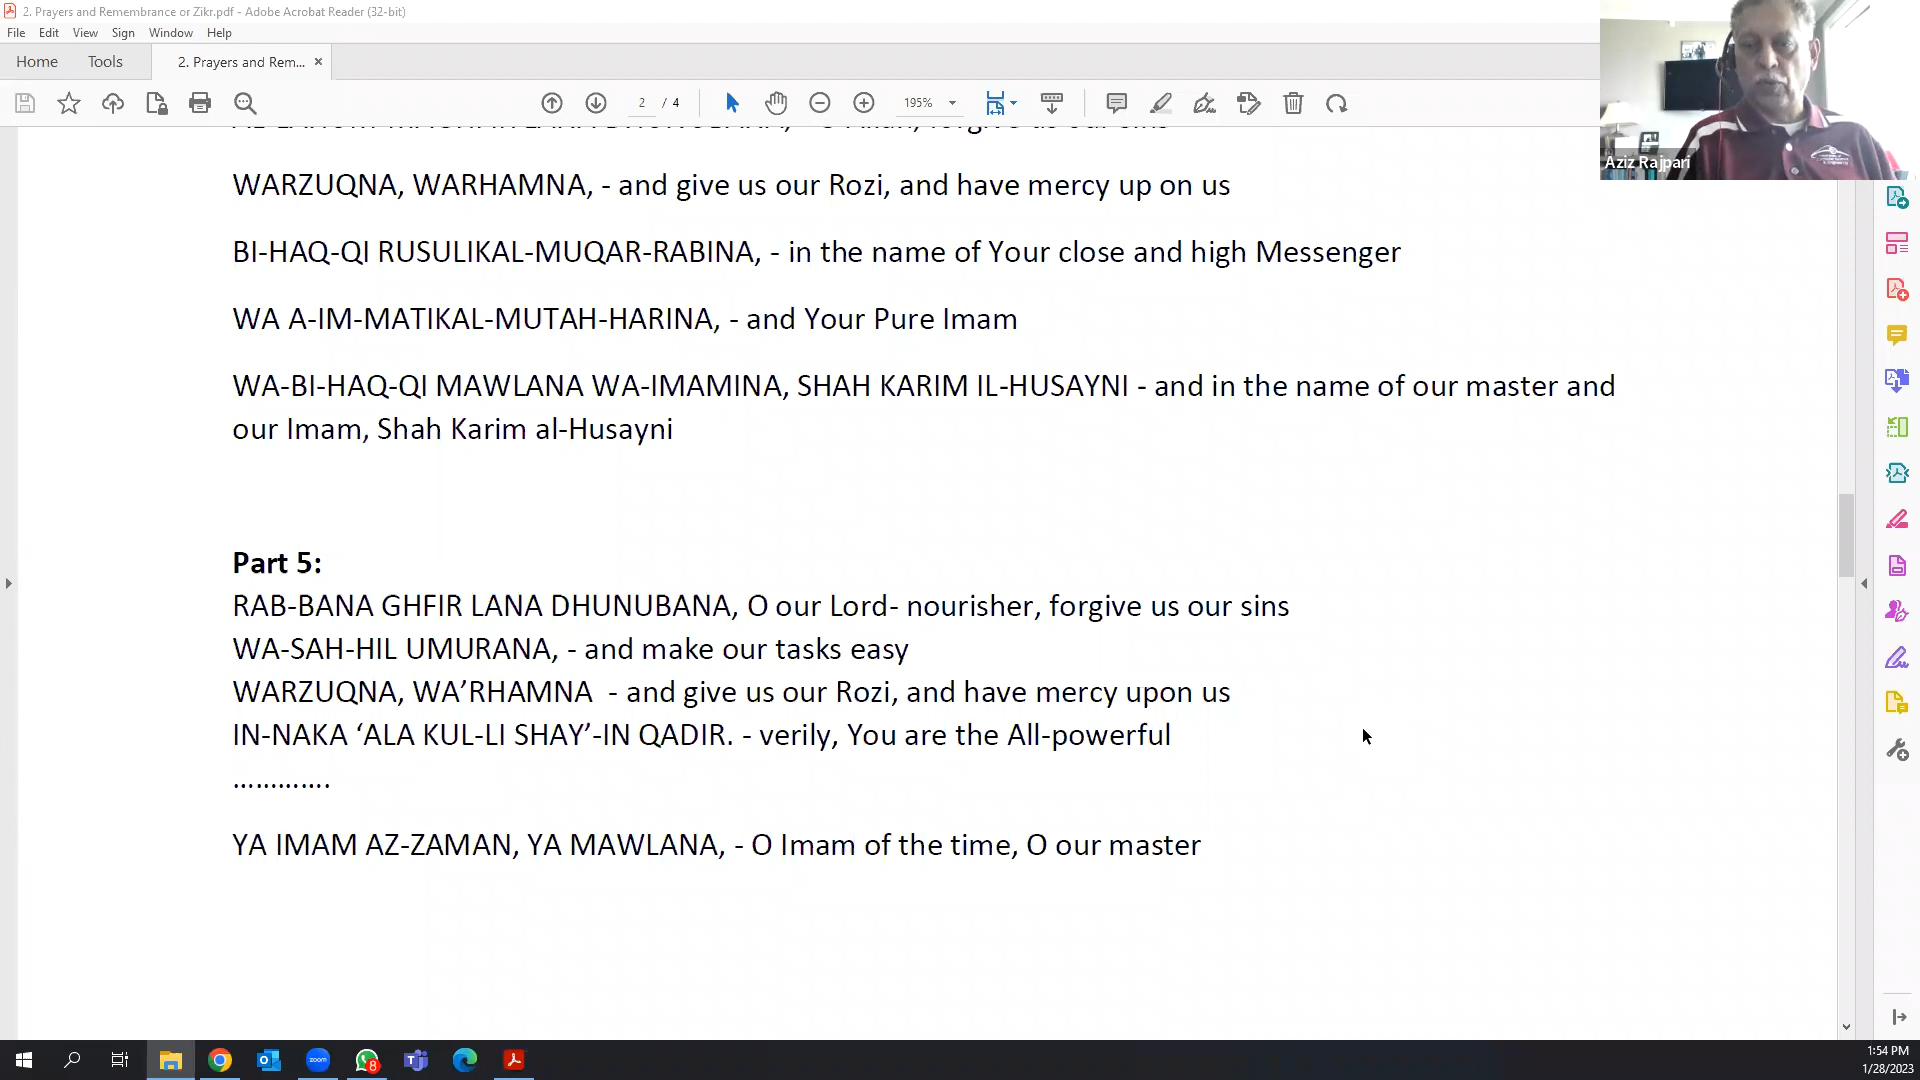 2. Prayers and Remembrance or Zikr.pdf - Adobe Acrobat Reader (32-bit)
File Edit View Sign Window Help
Home Tools 2. Prayers and Rem... ×
2 / 4 195%
Aziz Rajpari
WARZUQNA, WARHAMNA, - and give us our Rozi, and have mercy up on us
BI-HAQ-QI RUSULIKAL-MUQAR-RABINA, - in the name of Your close and high Messenger
WA A-IM-MATIKAL-MUTAH-HARINA, - and Your Pure Imam
WA-BI-HAQ-QI MAWLANA WA-IMAMINA, SHAH KARIM IL-HUSAYNI - and in the name of our master and
our Imam, Shah Karim al-Husayni
Part 5:
RAB-BANA GHFIR LANA DHUNUBANA, O our Lord- nourisher, forgive us our sins
WA-SAH-HIL UMURANA, - and make our tasks easy
WARZUQNA, WA’RHAMNA - and give us our Rozi, and have mercy upon us
IN-NAKA ‘ALA KUL-LI SHAY’-IN QADIR. - verily, You are the All-powerful
.............
YA IMAM AZ-ZAMAN, YA MAWLANA, - O Imam of the time, O our master
zoom 8
1:54 PM
1/28/2023